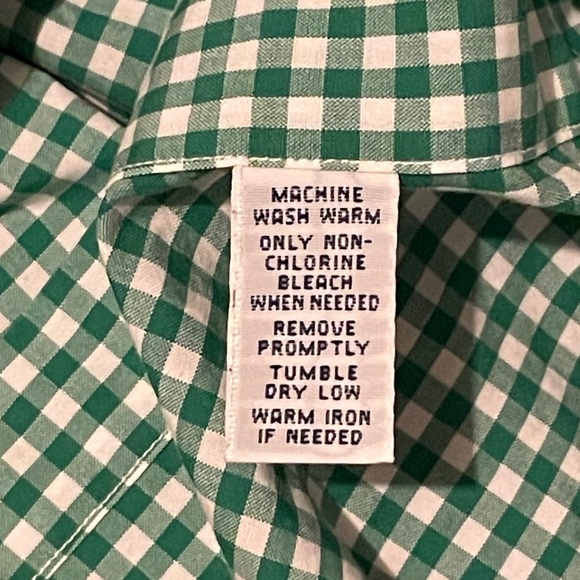 MACHINE
WASH WARM
ONLY NON-
CHLORINE
BLEACH
WHEN NEEDED
REMOVE
PROMPTLY
TUMBLE
DRY LOW
WARM IRON
IF NEEDED